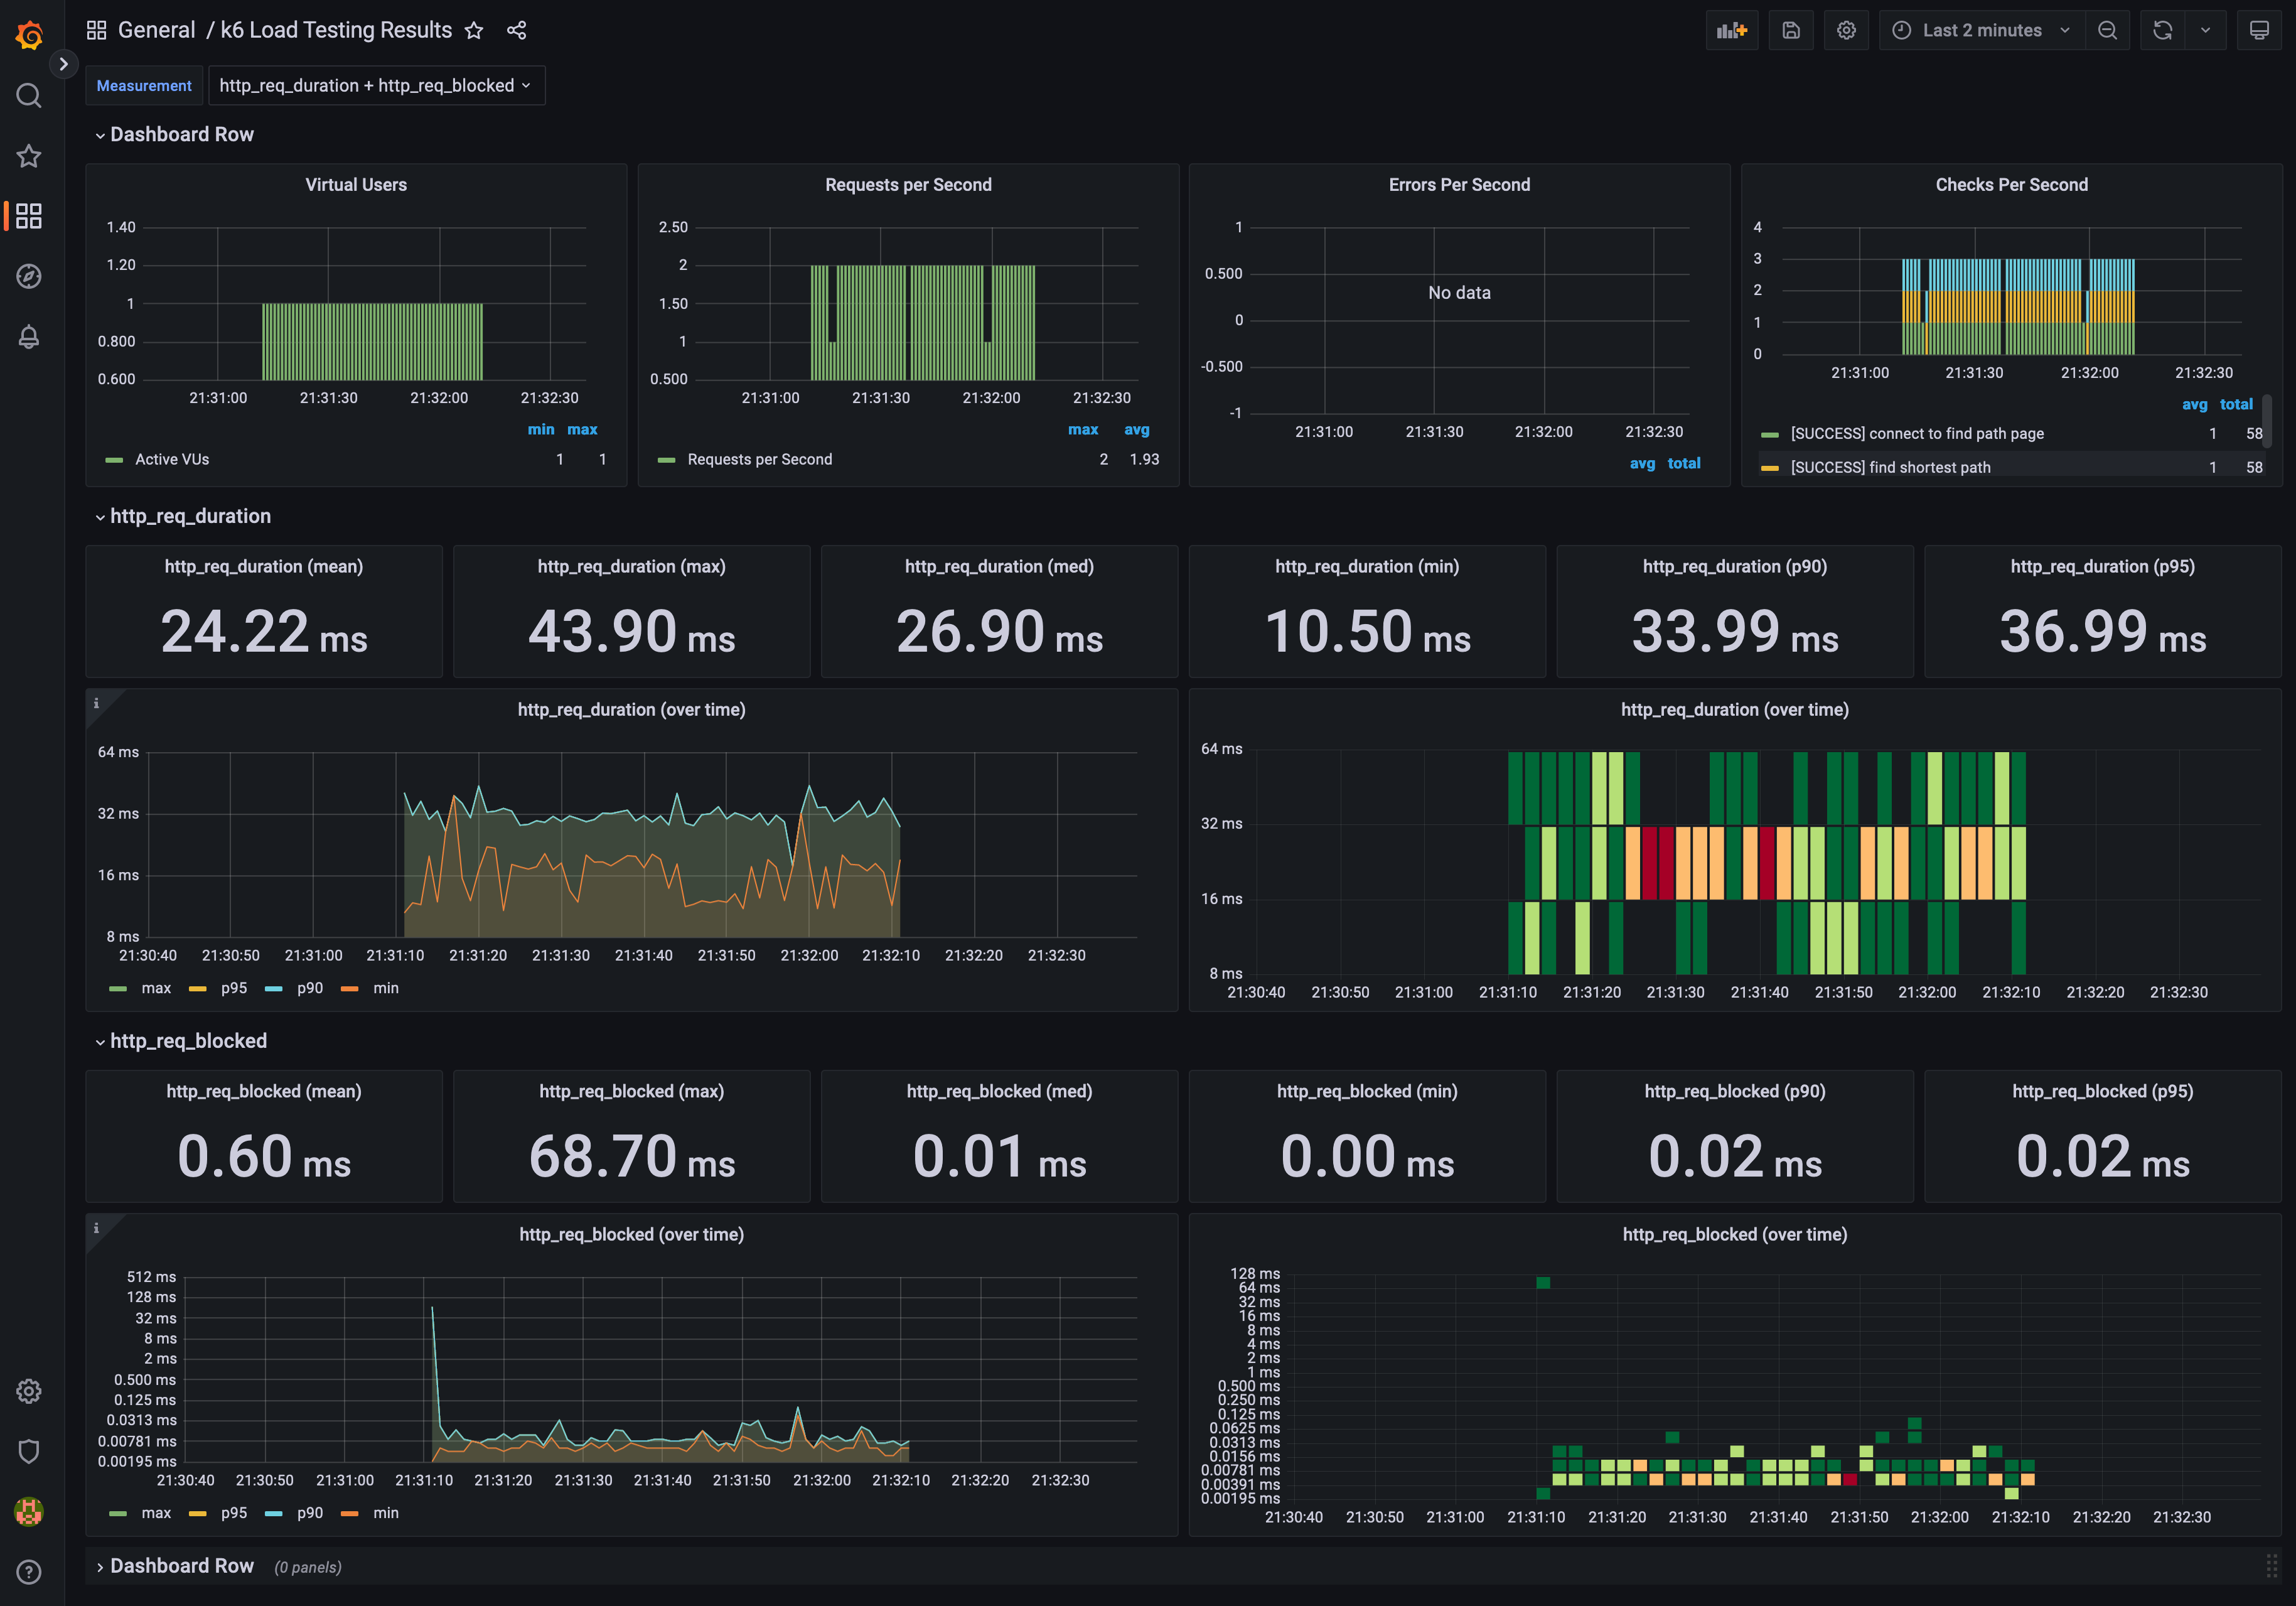 General / k6 Load Testing Results
Last 2 minutes
Measurement http_req_duration + http_req_blocked
Dashboard Row
Virtual Users
1.40
1.20
1
0.800
0.600
21:31:00 21:31:30 21:32:00 21:32:30
min max
Active VUs 1 1
Requests per Second
2.50
2
1.50
1
0.500
21:31:00 21:31:30 21:32:00 21:32:30
max avg
Requests per Second 2 1.93
Errors Per Second
1
0.500
0
-0.500
-1
No data
21:31:00 21:31:30 21:32:00 21:32:30
avg total
Checks Per Second
4
3
2
1
0
21:31:00 21:31:30 21:32:00 21:32:30
avg total
[SUCCESS] connect to find path page 1 58
[SUCCESS] find shortest path 1 58
http_req_duration
http_req_duration (mean)
24.22 ms
http_req_duration (max)
43.90 ms
http_req_duration (med)
26.90 ms
http_req_duration (min)
10.50 ms
http_req_duration (p90)
33.99 ms
http_req_duration (p95)
36.99 ms
http_req_duration (over time)
64 ms
32 ms
16 ms
8 ms
21:30:40 21:30:50 21:31:00 21:31:10 21:31:20 21:31:30 21:31:40 21:31:50 21:32:00 21:32:10 21:32:20 21:32:30
max p95 p90 min
http_req_duration (over time)
64 ms
32 ms
16 ms
8 ms
21:30:40 21:30:50 21:31:00 21:31:10 21:31:20 21:31:30 21:31:40 21:31:50 21:32:00 21:32:10 21:32:20 21:32:30
http_req_blocked
http_req_blocked (mean)
0.60 ms
http_req_blocked (max)
68.70 ms
http_req_blocked (med)
0.01 ms
http_req_blocked (min)
0.00 ms
http_req_blocked (p90)
0.02 ms
http_req_blocked (p95)
0.02 ms
http_req_blocked (over time)
512 ms
128 ms
32 ms
8 ms
2 ms
0.500 ms
0.125 ms
0.0313 ms
0.00781 ms
0.00195 ms
21:30:40 21:30:50 21:31:00 21:31:10 21:31:20 21:31:30 21:31:40 21:31:50 21:32:00 21:32:10 21:32:20 21:32:30
max p95 p90 min
http_req_blocked (over time)
128 ms
64 ms
32 ms
16 ms
8 ms
4 ms
2 ms
1 ms
0.500 ms
0.250 ms
0.125 ms
0.0625 ms
0.0313 ms
0.0156 ms
0.00781 ms
0.00391 ms
0.00195 ms
21:30:40 21:30:50 21:31:00 21:31:10 21:31:20 21:31:30 21:31:40 21:31:50 21:32:00 21:32:10 21:32:20 21:32:30
Dashboard Row (0 panels)